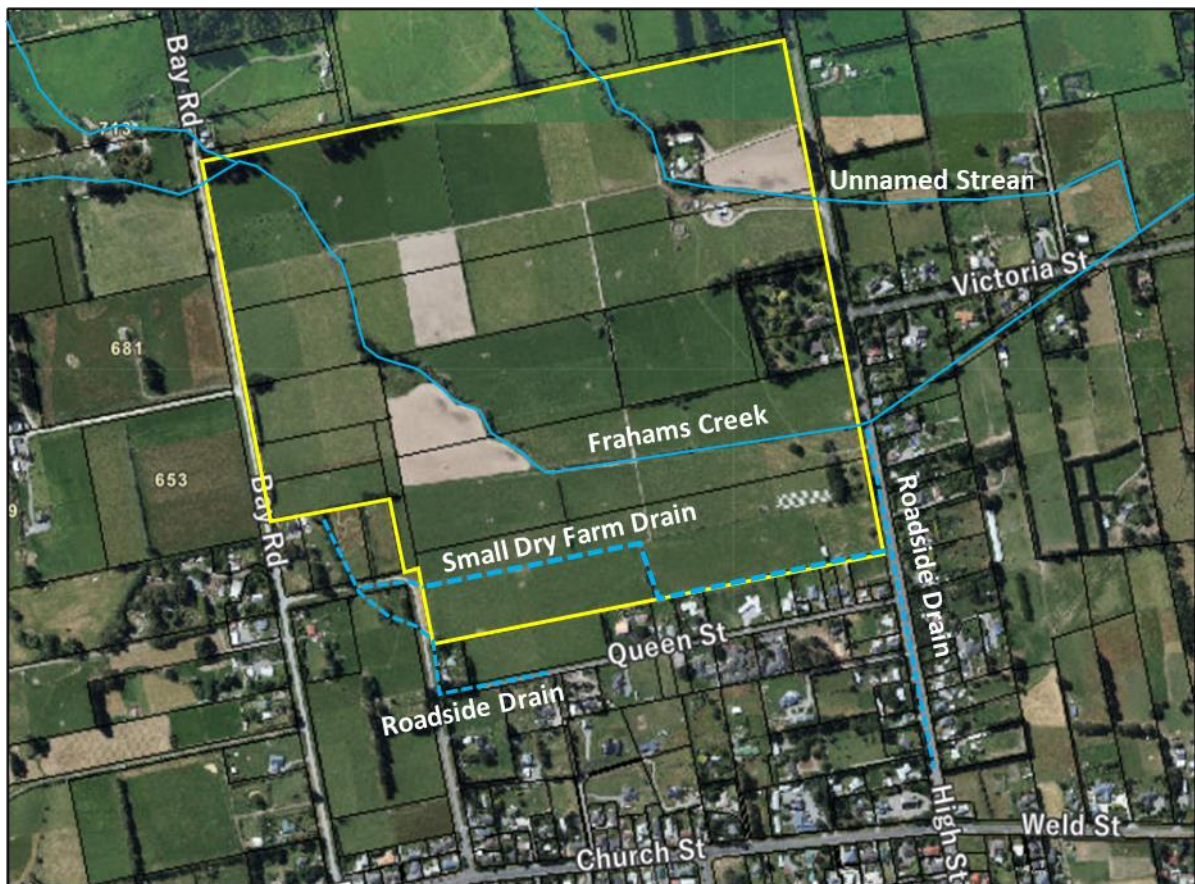 Bay Rd
713
Unnamed Strean
Victoria St
681
Frahams Creek
653
9
Bay Rd
Roadside Drain
Small Dry Farm Drain
Queen St
Roadside Drain
High St
Weld St
Church St